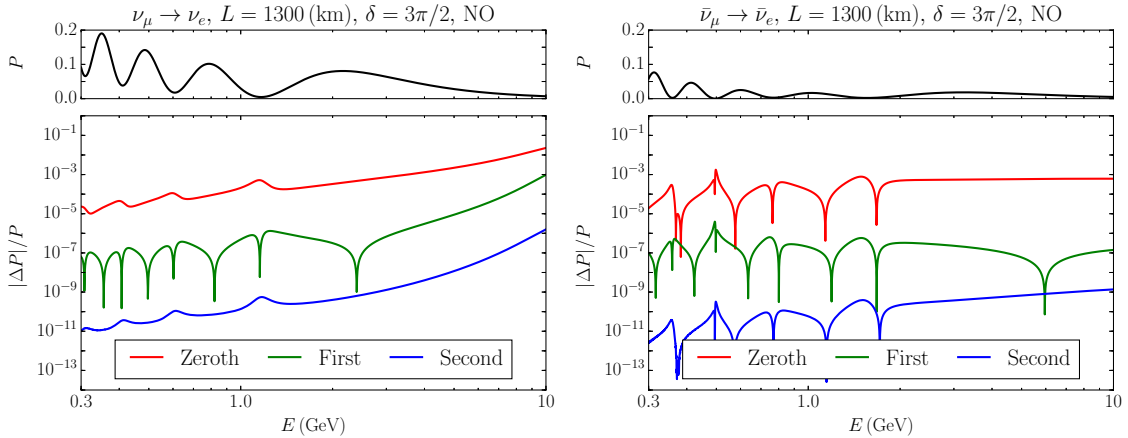 ν_μ → ν_e, L = 1300 (km), δ = 3π/2, NO
P
0.2
0.1
0.0
|ΔP|/P
10⁻¹
10⁻³
10⁻⁵
10⁻⁷
10⁻⁹
10⁻¹¹
10⁻¹³
Zeroth First Second
0.3 1.0 10
E (GeV)
ν̄_μ → ν̄_e, L = 1300 (km), δ = 3π/2, NO
P
0.2
0.1
0.0
|ΔP|/P
10⁻¹
10⁻³
10⁻⁵
10⁻⁷
10⁻⁹
10⁻¹¹
10⁻¹³
Zeroth First Second
0.3 1.0 10
E (GeV)